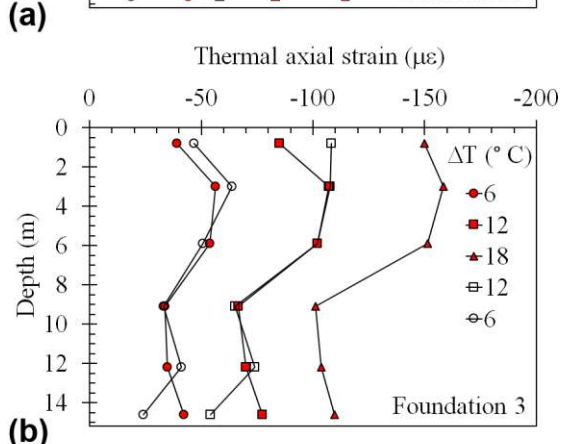 (a)
Thermal axial strain (με)
0 -50 -100 -150 -200
0
2
4
6
8
10
12
14
Depth (m)
ΔT (° C)
6
12
18
12
6
Foundation 3
(b)